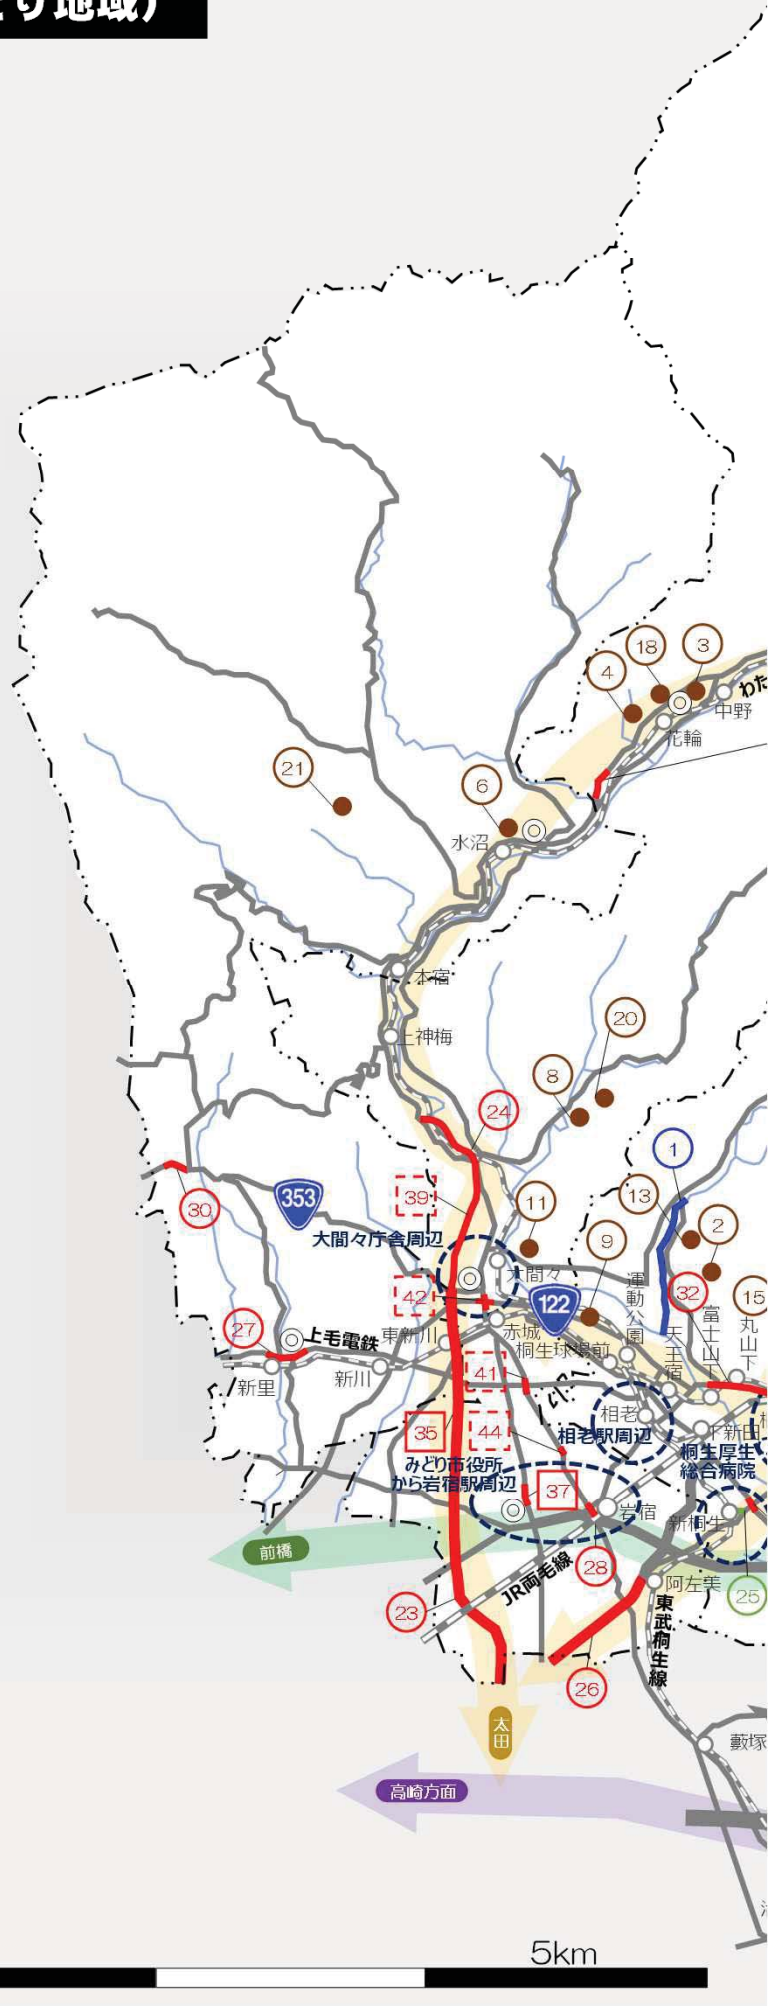 り地域）
18
3
4
わた
中野
花輪
21
6
水沼
本宿
上神梅
20
8
24
1
353
39
30
11
13
2
9
大間々庁舎周辺
大間々
運動公園
32
15
42
122
富士山下
丸山下
27
上毛電鉄
東新川
赤城
桐生球場前
天王宿
新里
新川
41
相老
35
44
相老駅周辺
下新田
桐生厚生
総合病院
みどり市役所
から岩宿駅周辺
37
岩宿
新桐生
前橋
JR両毛線
28
阿左美
25
23
東武桐生線
26
太田
藪塚
高崎方面
5km